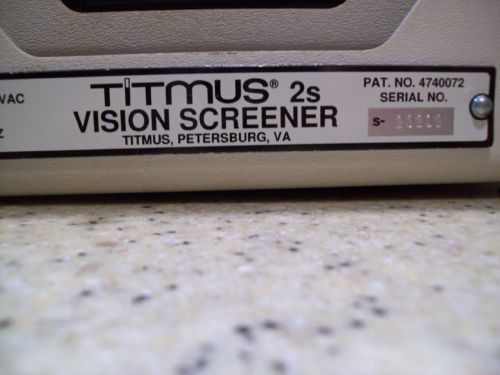 VAC
Z
TITMUS® 2s
VISION SCREENER
TITMUS, PETERSBURG, VA
PAT. NO. 4740072
SERIAL NO.
S-